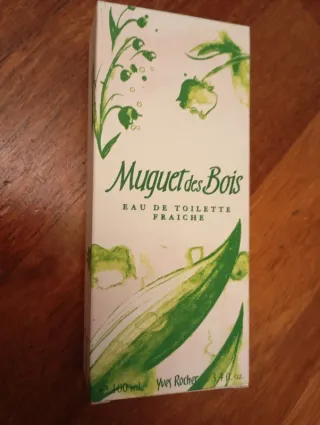 Muguet des Bois
EAU DE TOILETTE
FRAICHE
100 ml Yves Rocher 3.4 fl. oz.